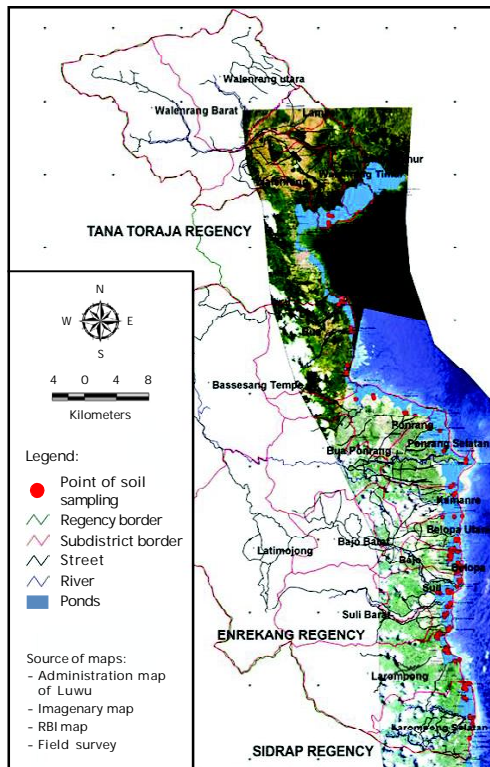 Walenrang utara
Walenrang Barat
Lamasi
TANA TORAJA REGENCY
N
W E
S
4 0 4 8
Kilometers
Bassesang Tempe
Ponrang
Ponrang Selatan
Bua Ponrang
Kamanre
Legend:
Point of soil
sampling
Regency border
Subdistrict border
Street
River
Ponds
Belopa Utara
Bajo Barat
Latimojong
Bajo
Belopa
Suli
Suli Barat
ENREKANG REGENCY
Source of maps:
- Administration map
of Luwu
- Imagenary map
- RBI map
- Field survey
Larompong
Larompong Selatan
SIDRAP REGENCY